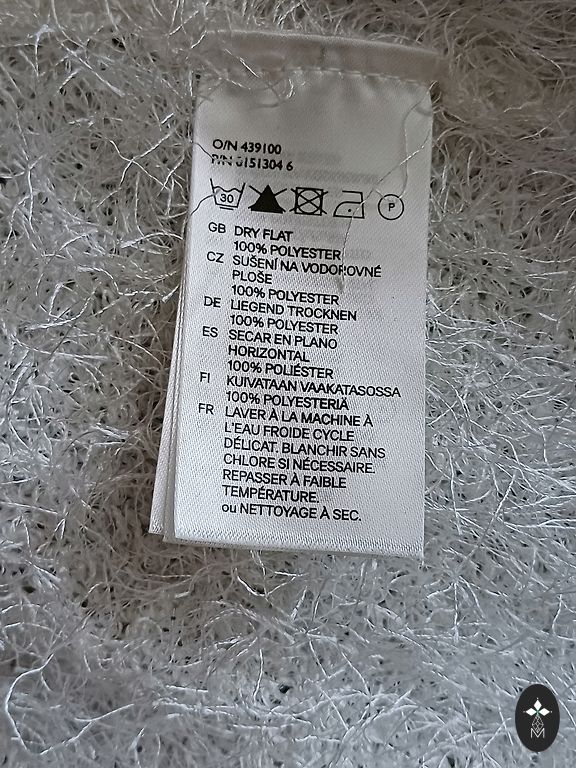 O/N 439100
P/N 0151304 6
30 P
GB DRY FLAT
100% POLYESTER
CZ SUŠENÍ NA VODOROVNÉ
PLOŠE
100% POLYESTER
DE LIEGEND TROCKNEN
100% POLYESTER
ES SECAR EN PLANO
HORIZONTAL
100% POLIÉSTER
FI KUIVATAAN VAAKATASOSSA
100% POLYESTERIÄ
FR LAVER À LA MACHINE À
L'EAU FROIDE CYCLE
DÉLICAT. BLANCHIR SANS
CHLORE SI NÉCESSAIRE.
REPASSER À FAIBLE
TEMPÉRATURE.
ou NETTOYAGE À SEC.
M